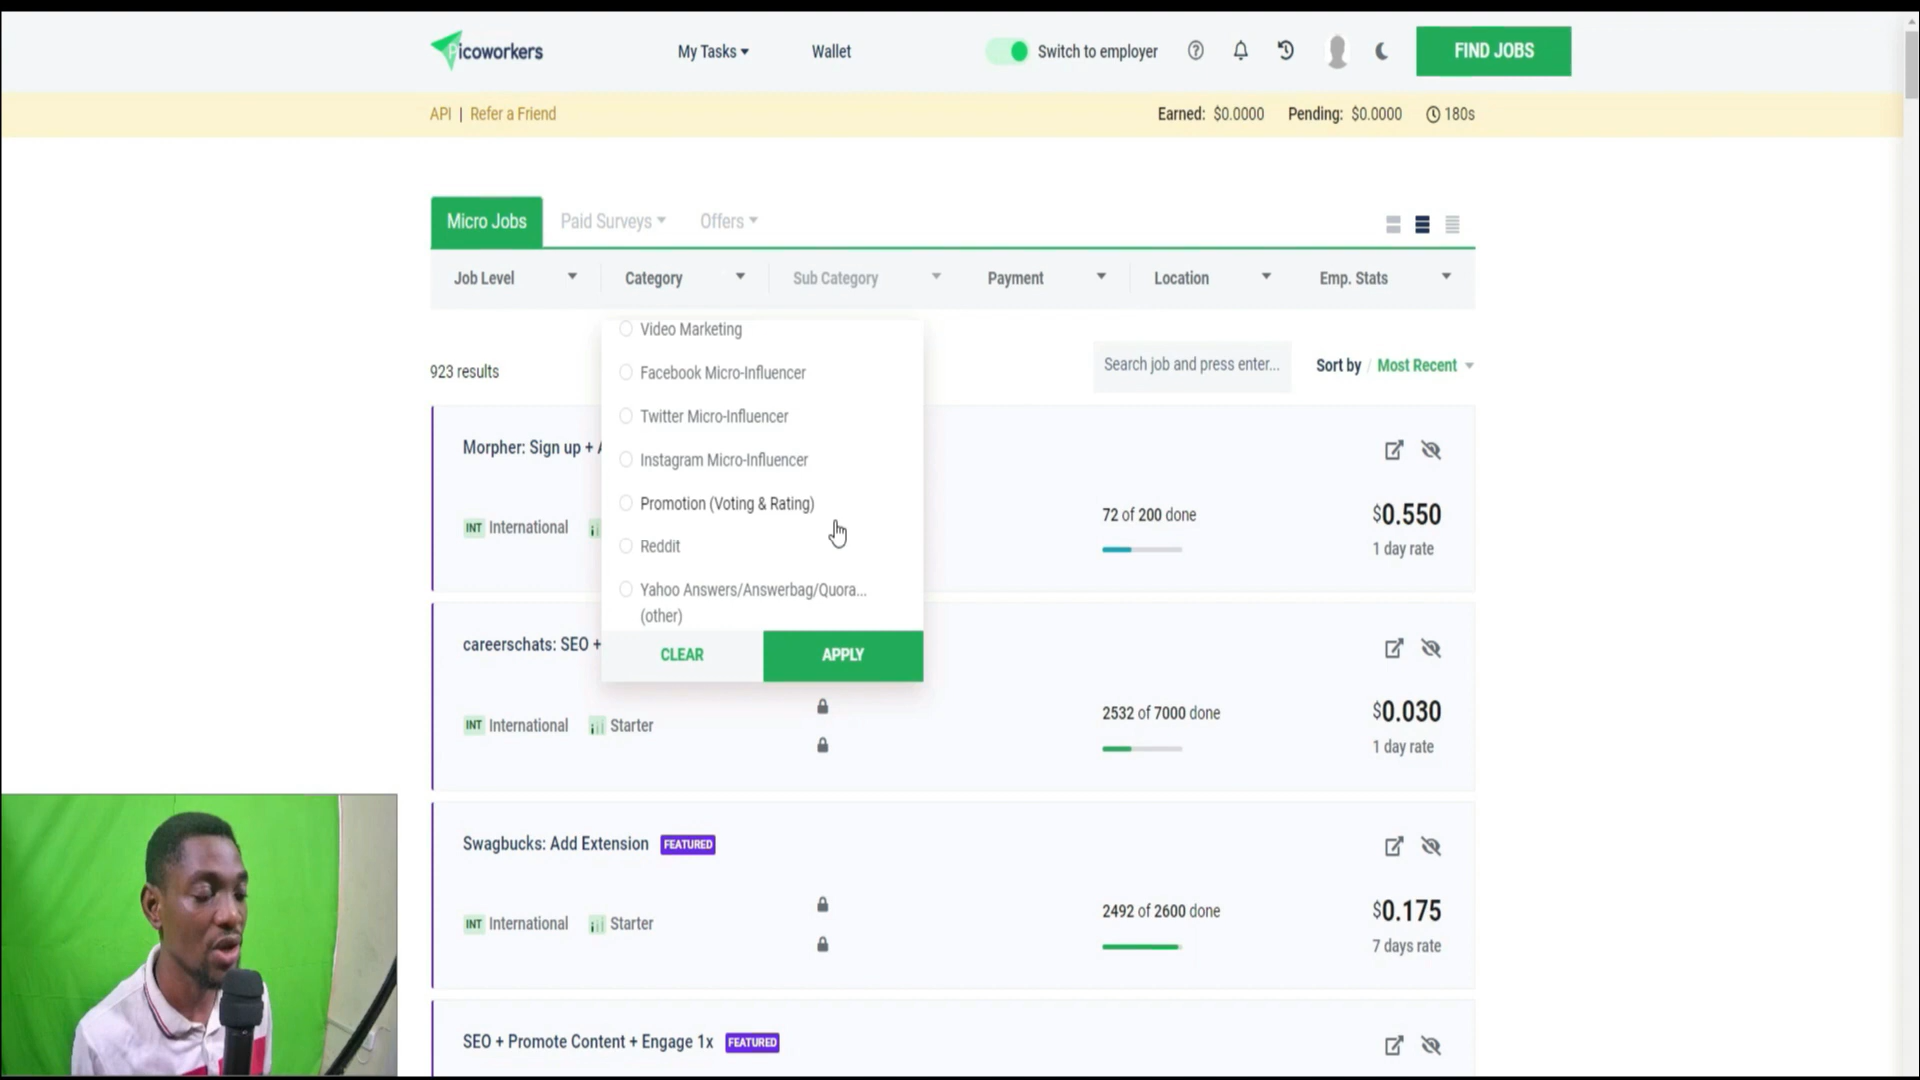 Picoworkers
My Tasks
Wallet
Switch to employer
FIND JOBS
API | Refer a Friend
Earned: $0.0000 Pending: $0.0000 180s
Micro Jobs
Paid Surveys
Offers
Job Level
Category
Sub Category
Payment
Location
Emp. Stats
Video Marketing
Facebook Micro-Influencer
Twitter Micro-Influencer
Instagram Micro-Influencer
Promotion (Voting & Rating)
Reddit
Yahoo Answers/Answerbag/Quora...
(other)
CLEAR
APPLY
923 results
Search job and press enter...
Sort by / Most Recent
Morpher: Sign up +
INT International
72 of 200 done
$0.550
1 day rate
careerschats: SEO +
INT International
Starter
2532 of 7000 done
$0.030
1 day rate
Swagbucks: Add Extension FEATURED
INT International
Starter
2492 of 2600 done
$0.175
7 days rate
SEO + Promote Content + Engage 1x FEATURED